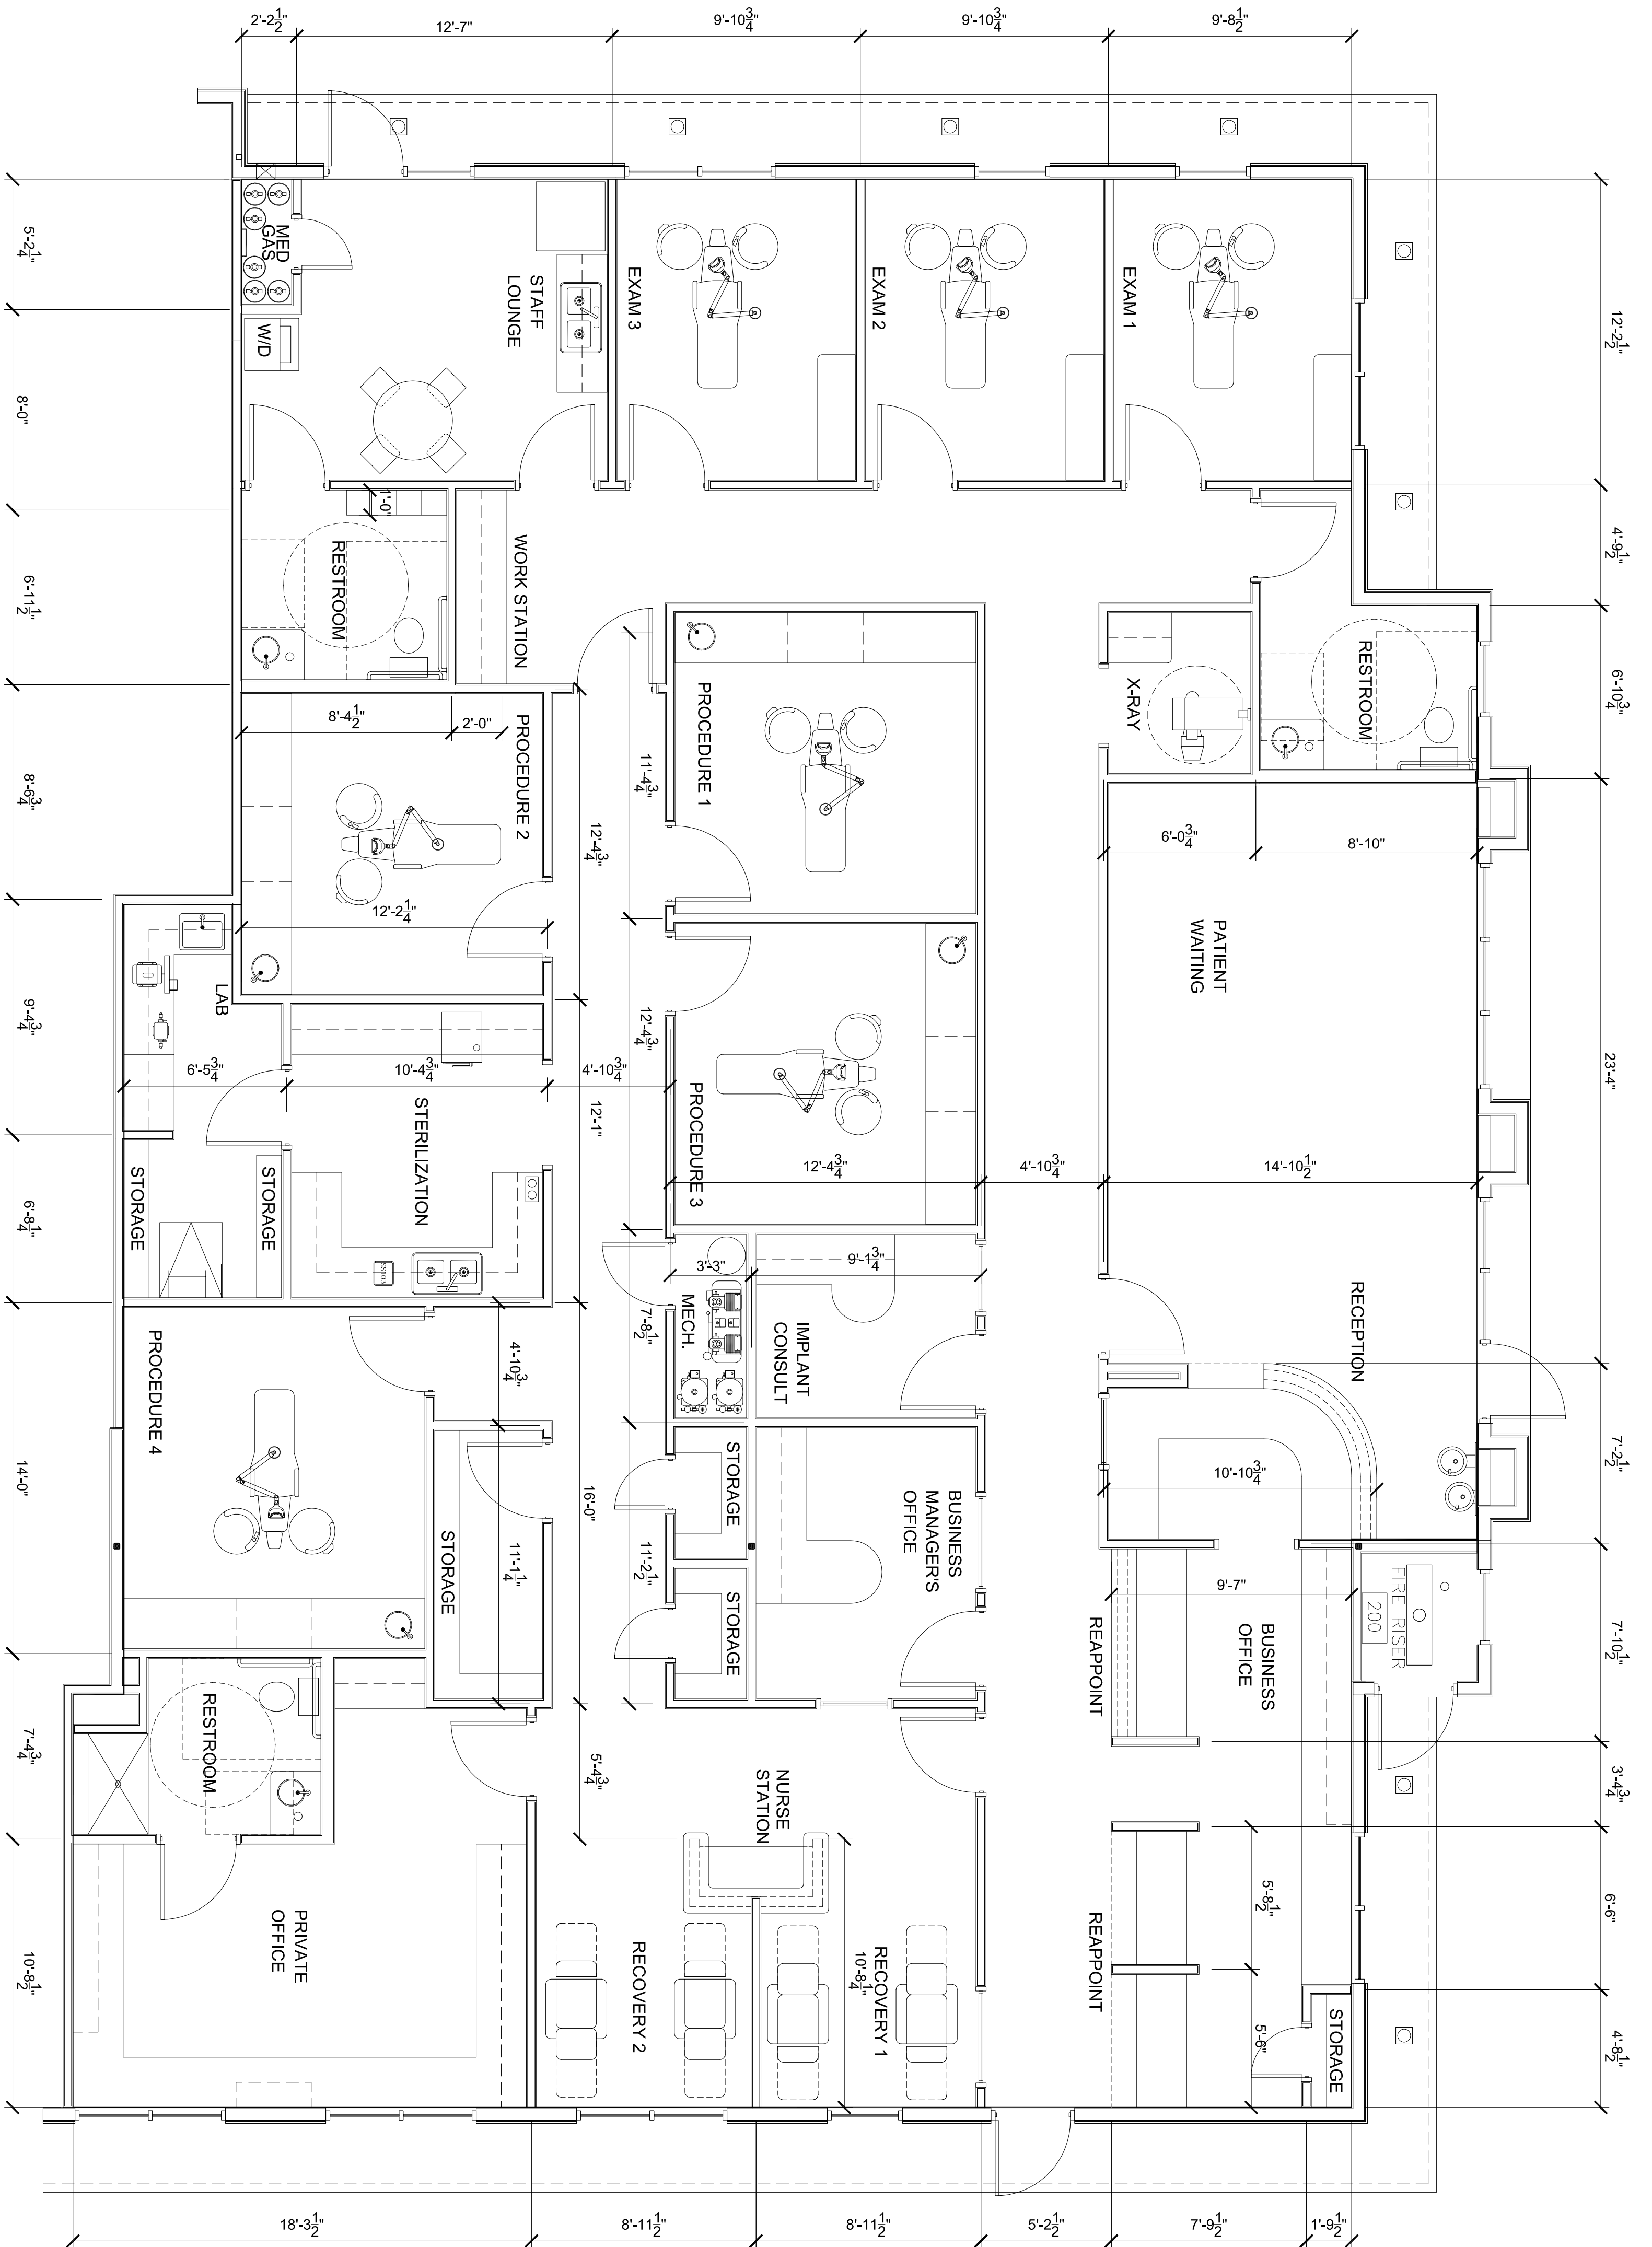 2'-2 1/2"
12'-7"
9'-10 3/4"
9'-10 3/4"
9'-8 1/2"
5'-2 1/4"
8'-0"
6'-11 1/2"
8'-6 3/4"
9'-4 3/4"
6'-8 1/4"
14'-0"
7'-4 3/4"
10'-8 1/2"
12'-2 1/2"
4'-9 1/2"
6'-10 3/4"
23'-4"
7'-2 1/2"
7'-10 1/2"
3'-4 3/4"
6'-6"
4'-8 1/2"
MED
GAS
W/D
STAFF
LOUNGE
EXAM 3
EXAM 2
EXAM 1
1'-0"
RESTROOM
WORK STATION
X-RAY
RESTROOM
8'-4 1/2"
2'-0"
PROCEDURE 2
12'-2 1/4"
11'-4 3/4"
12'-4 3/4"
PROCEDURE 1
6'-0 3/4"
8'-10"
PATIENT
WAITING
LAB
6'-5 3/4"
10'-4 3/4"
4'-10 3/4"
12'-4 3/4"
12'-1"
STERILIZATION
STORAGE
STORAGE
SS103
PROCEDURE 3
12'-4 3/4"
4'-10 3/4"
14'-10 1/2"
3'-3"
9'-1 3/4"
MECH.
7'-8 1/2"
IMPLANT
CONSULT
RECEPTION
PROCEDURE 4
4'-10 3/4"
STORAGE
11'-1 1/4"
16'-0"
11'-2 1/2"
STORAGE
STORAGE
BUSINESS
MANAGER'S
OFFICE
10'-10 3/4"
9'-7"
REAPPOINT
BUSINESS
OFFICE
FIRE RISER
200
RESTROOM
5'-4 3/4"
NURSE
STATION
PRIVATE
OFFICE
RECOVERY 2
RECOVERY 1
10'-8 1/4"
REAPPOINT
5'-8 1/2"
5'-6"
STORAGE
18'-3 1/2"
8'-11 1/2"
8'-11 1/2"
5'-2 1/2"
7'-9 1/2"
1'-9 1/2"